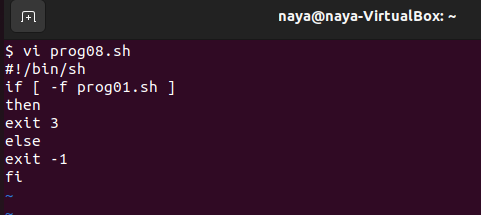 naya@naya-VirtualBox: ~
$ vi prog08.sh
#!/bin/sh
if [ -f prog01.sh ]
then
exit 3
else
exit -1
fi
~
~